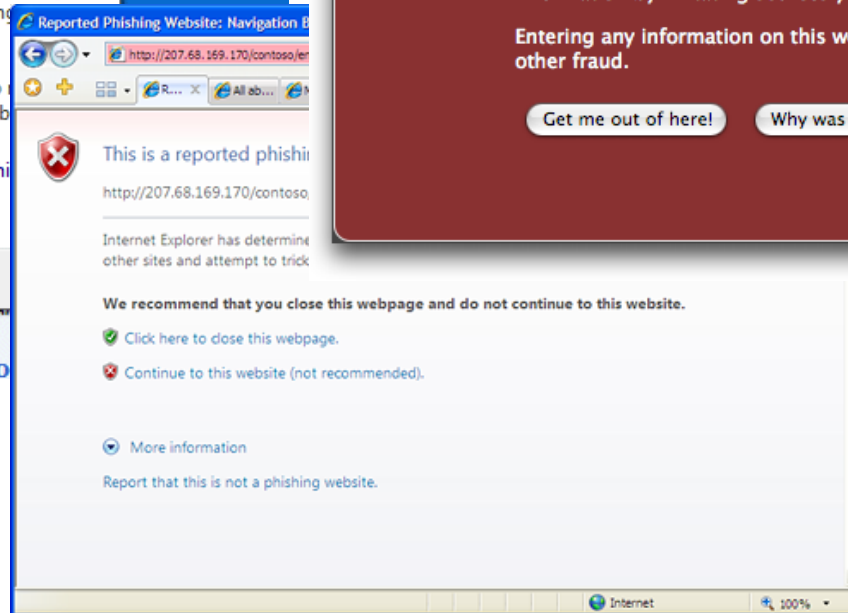 Reported Phishing Website: Navigation B
http://207.68.169.170/contoso/en
R...
All ab...
This is a reported phishi
http://207.68.169.170/contoso
Internet Explorer has determine
other sites and attempt to trick
We recommend that you close this webpage and do not continue to this website.
Click here to close this webpage.
Continue to this website (not recommended).
More information
Report that this is not a phishing website.
Internet
100%
Entering any information on this w
other fraud.
Get me out of here!
Why was